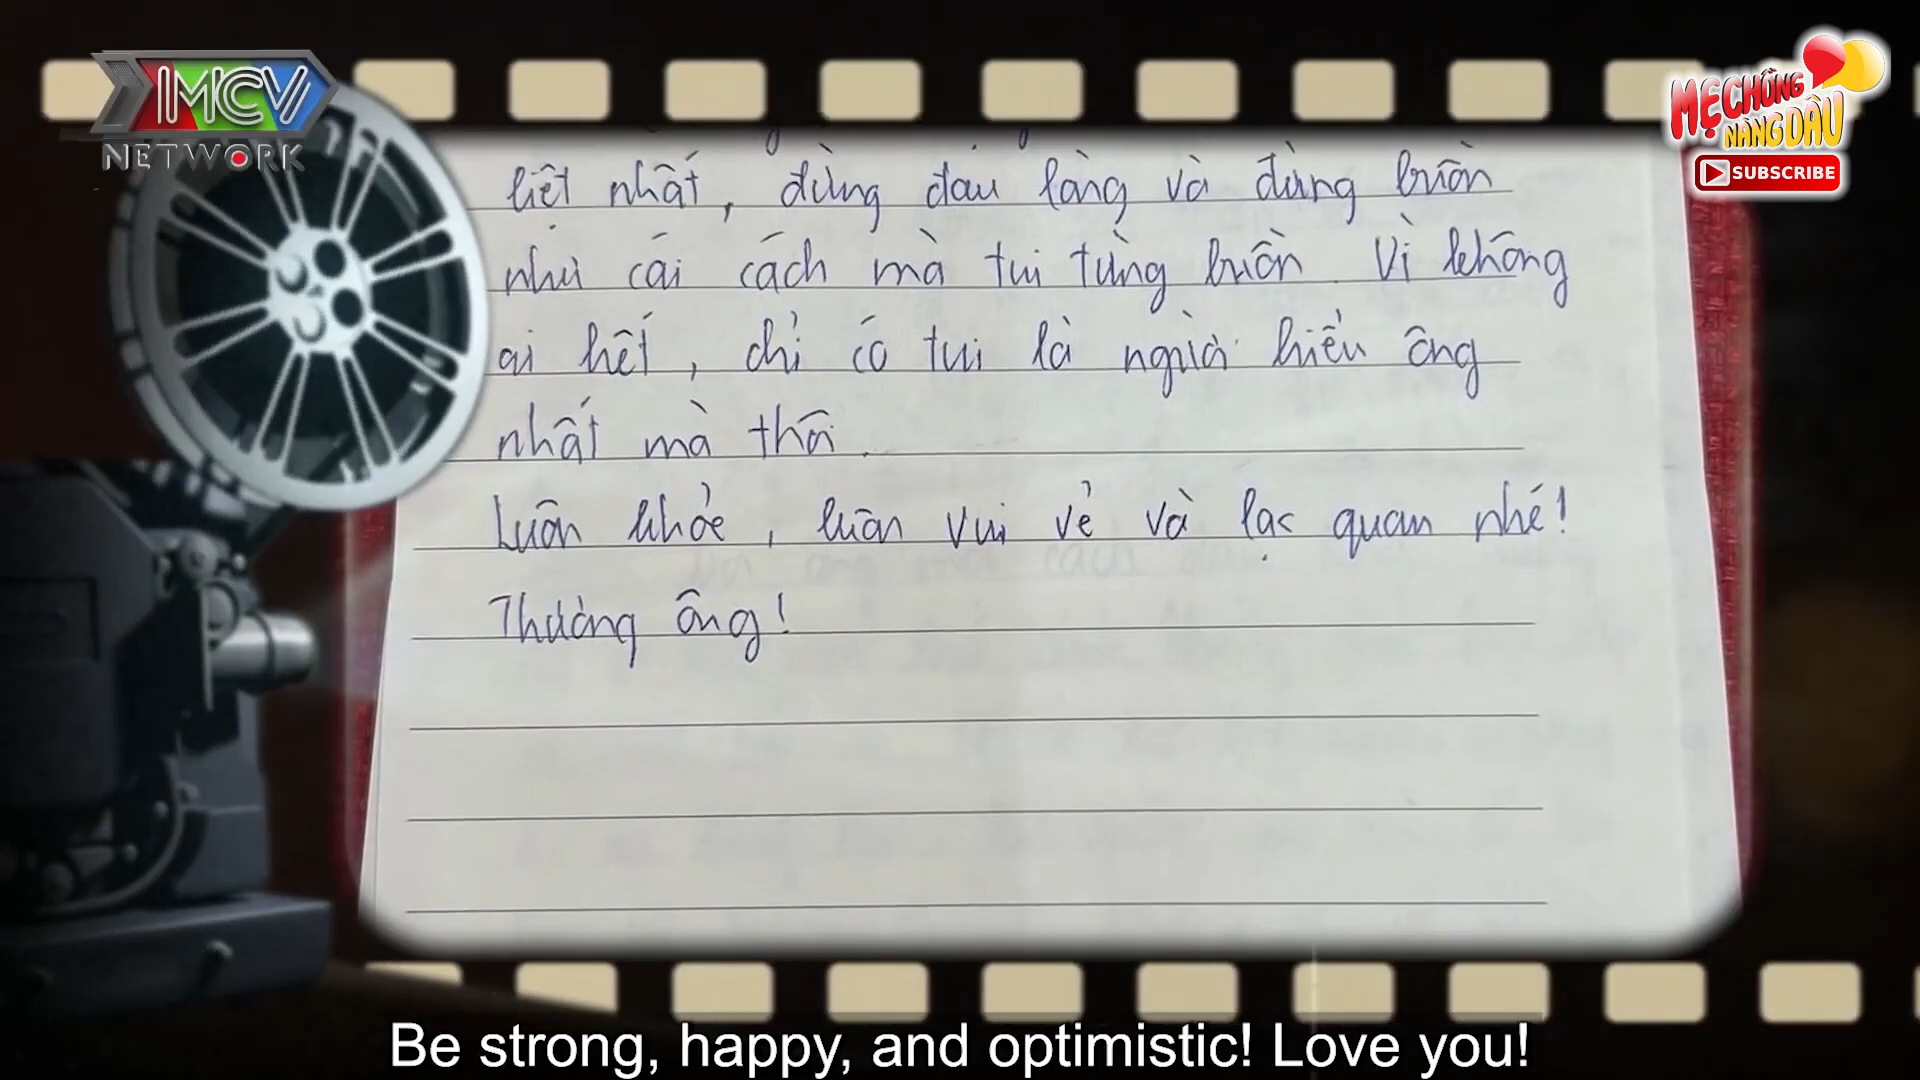 MCV
NETWORK
MẸ CHỒNG
NÀNG DÂU
SUBSCRIBE
liệt nhất, đừng đau lòng và đừng buồn
như cái cách mà tui từng buồn. Vì không
ai hết, chỉ có tui là người hiểu ông
nhất mà thôi.
Luôn khỏe, luôn vui vẻ và lạc quan nhé!
Thương ông!
Be strong, happy, and optimistic! Love you!